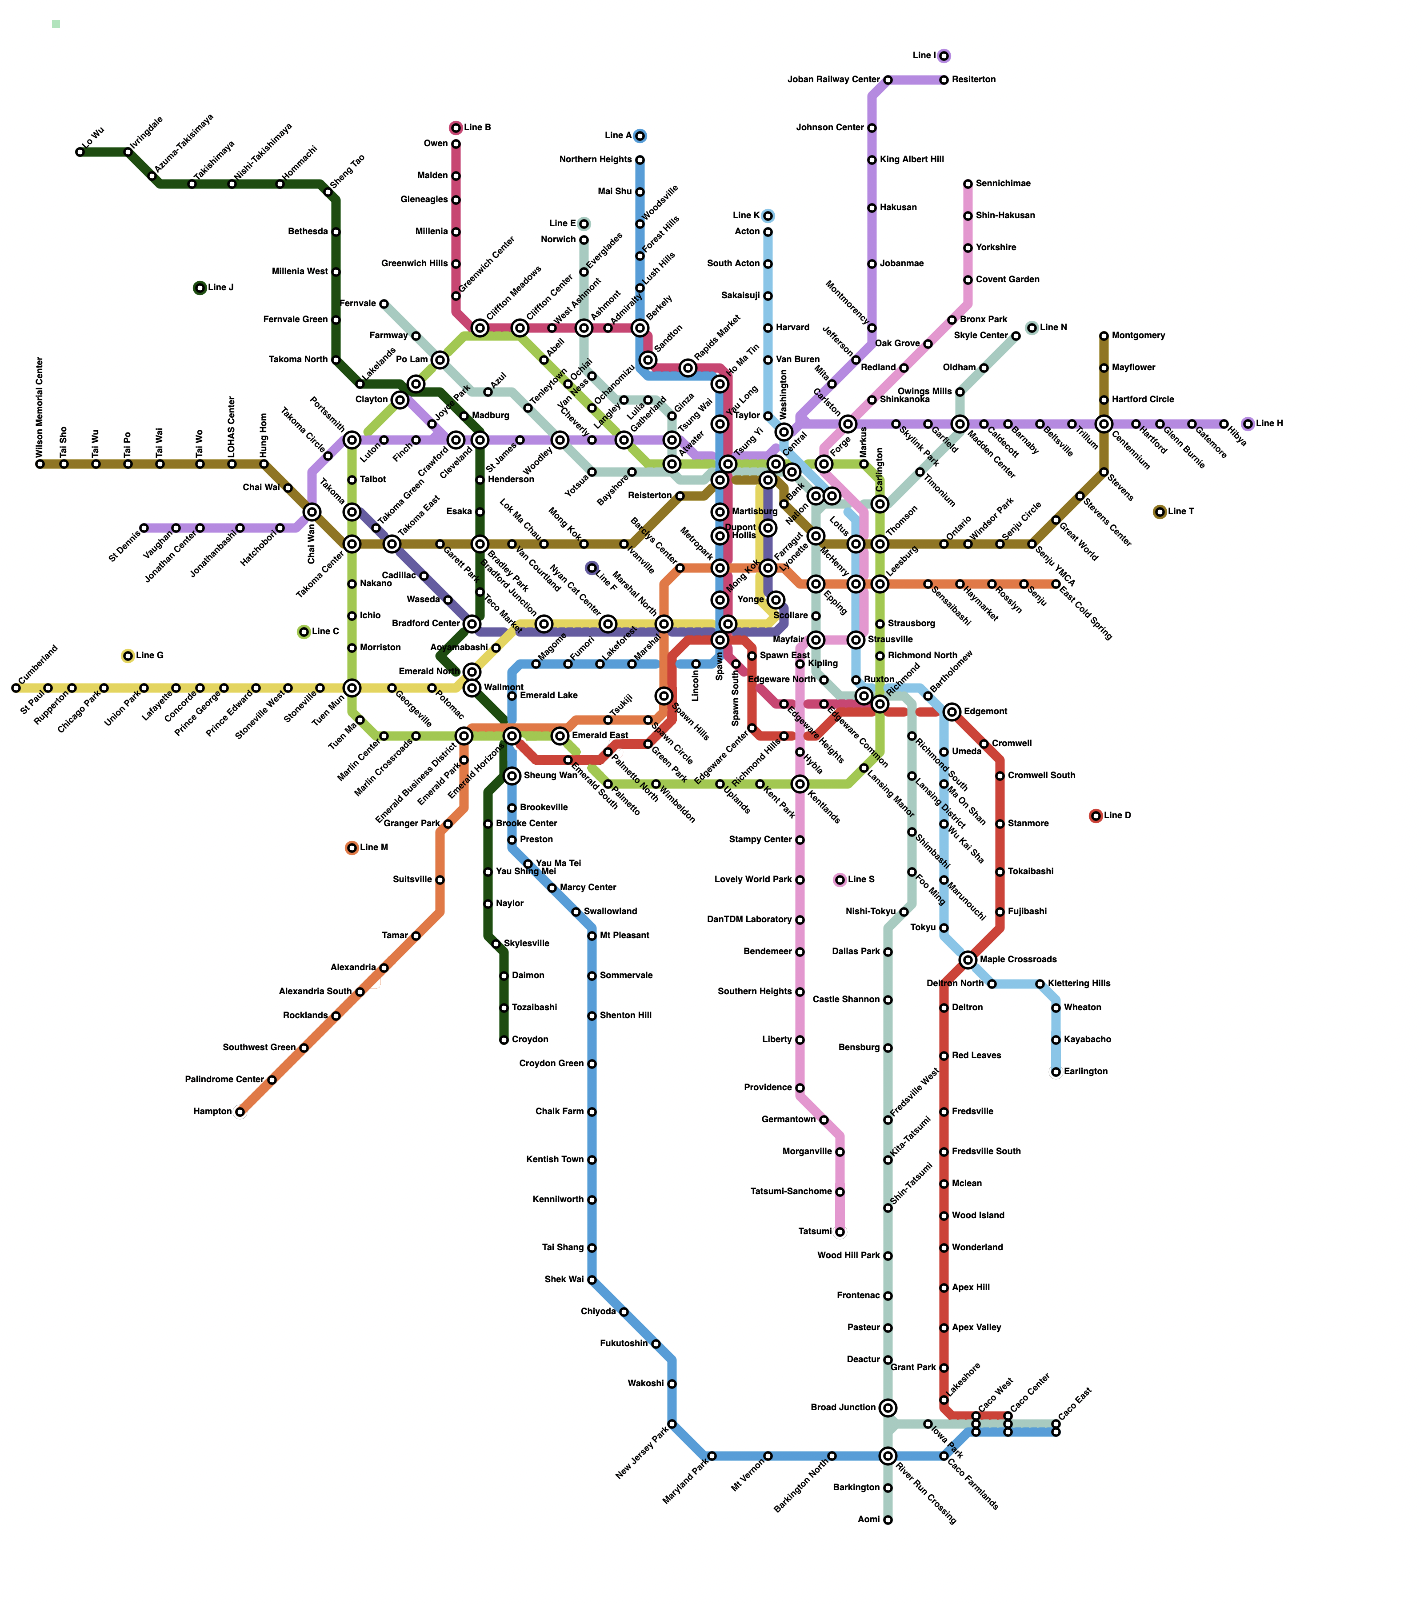 Line I
Joban Railway Center
Resiterton
Line B
Owen
Line A
Johnson Center
Northern Heights
King Albert Hill
Malden
Mai Shu
Gleneagles
Sennichimae
Lo Wu
Ivringdale
Azuma-Takisimaya
Takishimaya
Nishi-Takishimaya
Hommachi
Sheng Tao
Hakusan
Shin-Hakusan
Line K
Line E
Woodsville
Bethesda
Millenia
Norwich
Acton
Yorkshire
Forest Hills
Everglades
Greenwich Hills
South Acton
Jobanmae
Millenia West
Covent Garden
Line J
Greenwich Center
Lush Hills
Sakaisuji
Fernvale
Fernvale Green
Farmway
Cliffton Meadows
Cliffton Center
West Ashmont
Ashmont
Admiralty
Berkely
Harvard
Montmorency
Bronx Park
Line N
Skyle Center
Montgomery
Oak Grove
Takoma North
Lakelands
Po Lam
Abell
Sandton
Rapids Market
Van Buren
Jefferson
Redland
Oldham
Mayflower
Clayton
Azul
Ochiai
Van Ness
Ho Ma Tin
Mita
Owings Mills
Shinkanoka
Hartford Circle
Joyce Park
Madburg
Tenleytown
Ochanomizu
Langley
Lulla
Ginza
Yau Long
Taylor
Washington
Carlston
Line H
Hibya
Gatemore
Glenn Burnie
Hartford
Centennium
Trillium
Beltsville
Barnaby
Caldecott
Madden Center
Garfield
Skylink Park
Portssmith
Takoma Circle
Luton
Finch
Crawford
Cleveland
St James
Woodley
Cheverly
Gatherland
Tsung Wai
Wilson Memorial Center
Tai Sho
Tai Wu
Tai Po
Tai Wai
Tai Wo
LOHAS Center
Hung Hom
Alwater
Tsung Yi
Central
Forge
Markus
Stevens
Timonium
Talbot
Henderson
Yotsua
Bayshore
Chai Wai
Reisterton
Bank
Carlington
Stevens Center
Line T
Takoma
Takoma Green
Esaka
Martisburg
Nation
Great World
St Dennis
Vaughan
Jonathan Center
Jonathanbashi
Hatchobori
Chai Wan
Takoma East
Lok Ma Chau
Mong Kok
Dupont
Hollis
Lotus
Thomson
Ontario
Windsor Park
Senju Circle
Senju YMCA
Takoma Center
Garett Park
Bradley Park
Van Courtland
Ivanville
Barclys Center
Metropark
Farragut
Lyonette
McHenry
Leesburg
Line F
Nakano
Cadillac
Bradford Junction
Nyan Cat Center
Marshal North
Mong Kok
Epping
Sensaibashi
Haymarket
Rosslyn
Senju
East Cold Spring
Teco Market
Waseda
Yonge
Ichio
Scollare
Bradford Center
Strausborg
Line C
Mayfair
Strausville
Morriston
Aoyamabashi
Line G
Magome
Fumori
Lakeforest
Marshal
Lincoln
Spawn
Spawn East
Kipling
Richmond North
Emerald North
Spawn South
Edgeware North
Ruxton
Cumberland
St Paul
Rupperton
Chicago Park
Union Park
Lafayette
Concorde
Prince George
Prince Edward
Stoneville West
Stoneville
Tuen Mun
Georgeville
Potomac
Wallmont
Emerald Lake
Richmond
Bartholomew
Edgeware Heights
Edgeware Common
Edgemont
Tuen Ma
Tsukiji
Spawn Hills
Spawn Circle
Marlin Center
Marlin Crossroads
Emerald Business District
Emerald East
Edgeware Center
Richmond Hills
Richmond South
Cromwell
Umeda
Green Park
Hybla
Emerald Park
Emerald Horizons
Emerald South
Palmetto North
Palmetto
Wimbeldon
Uplands
Kent Park
Kentlands
Lansing Manor
Lansing District
Sheung Wan
Cromwell South
Ma On Shan
Brookeville
Granger Park
Brooke Center
Wu Kai Sha
Stanmore
Line D
Preston
Stampy Center
Shimbashi
Line M
Yau Ma Tei
Yau Shing Mei
Foo Ming
Tokaibashi
Suitsville
Marcy Center
Lovely World Park
Line S
Marunouchi
Naylor
Swallowland
DanTDM Laboratory
Nishi-Tokyu
Fujibashi
Tamar
Skylesville
Mt Pleasant
Bendemeer
Dallas Park
Tokyu
Maple Crossroads
Alexandria
Daimon
Sommervale
Alexandria South
Southern Heights
Castle Shannon
Deltron North
Klettering Hills
Rocklands
Tozaibashi
Shenton Hill
Deltron
Wheaton
Southwest Green
Croydon
Liberty
Bensburg
Kayabacho
Croydon Green
Red Leaves
Earlington
Palindrome Center
Providence
Fredsville West
Hampton
Chalk Farm
Germantown
Fredsville
Kentish Town
Morganville
Kita-Tatsumi
Fredsville South
Kennilworth
Tatsumi-Sanchome
Shin-Tatsumi
Mclean
Tatsumi
Wood Island
Tai Shang
Wood Hill Park
Wonderland
Shek Wai
Frontenac
Apex Hill
Chiyoda
Pasteur
Apex Valley
Fukutoshin
Deactur
Grant Park
Wakoshi
Lakeshore
Broad Junction
Caco West
Caco Center
Caco East
New Jersey Park
Iowa Park
Maryland Park
Mt Vernon
Barkington North
River Run Crossing
Caco Farmlands
Barkington
Aomi